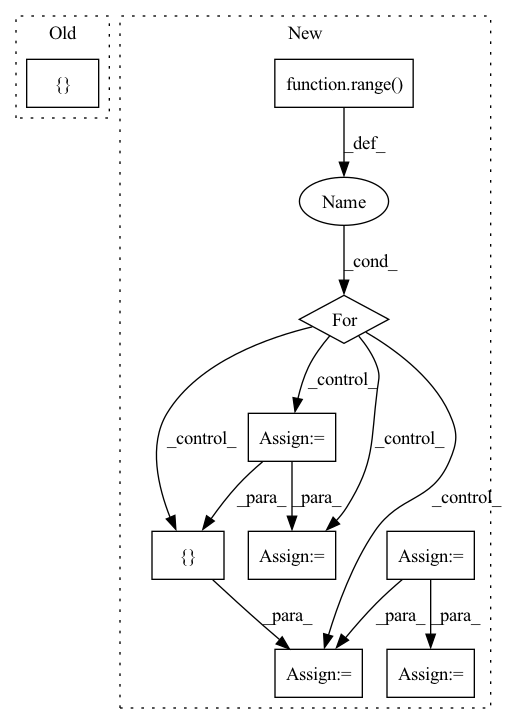 Old
New
{}
function.range()
_def_
Name
_cond_
For
_control_
_control_
_control_
_control_
Assign:=
_para_
_para_
{}
Assign:=
Assign:=
_para_
_para_
_para_
Assign:=
Assign:=